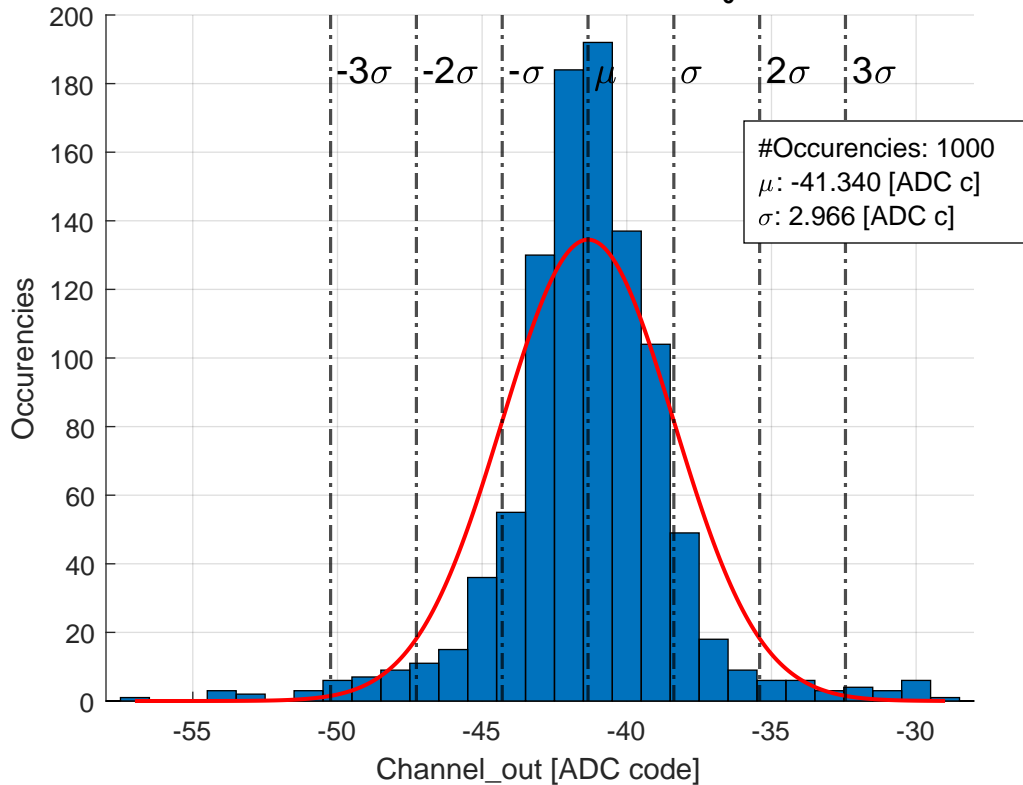 200
180
160
140
120
100
80
60
40
20
0
Occurencies
-3σ -2σ -σ μ σ 2σ 3σ
#Occurencies: 1000
μ: -41.340 [ADC c]
σ: 2.966 [ADC c]
-55 -50 -45 -40 -35 -30
Channel_out [ADC code]